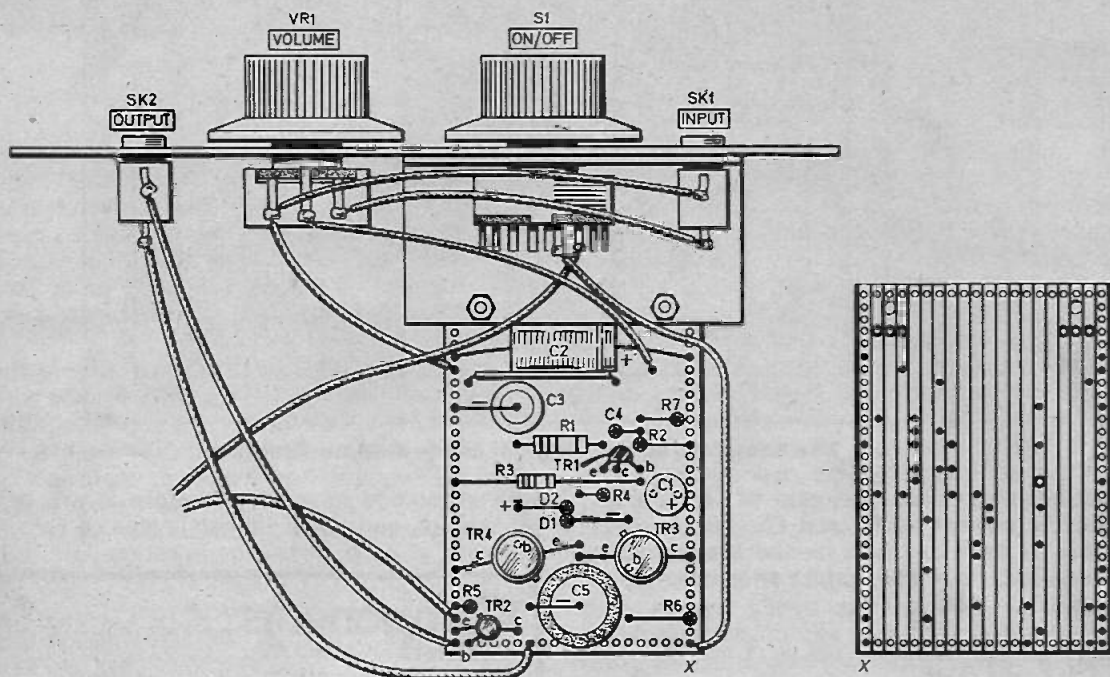 VR1
VOLUME
S1
ON/OFF
SK2
OUTPUT
SK1
INPUT
C2
+
−
C3
C4
R7
R1
R2
TR1
e
c
b
R3
C1
+
R4
+
D2
−
D1
TR4
b
c
e
TR3
e
b
c
R5
TR2
e
c
b
−
C5
R6
X
X